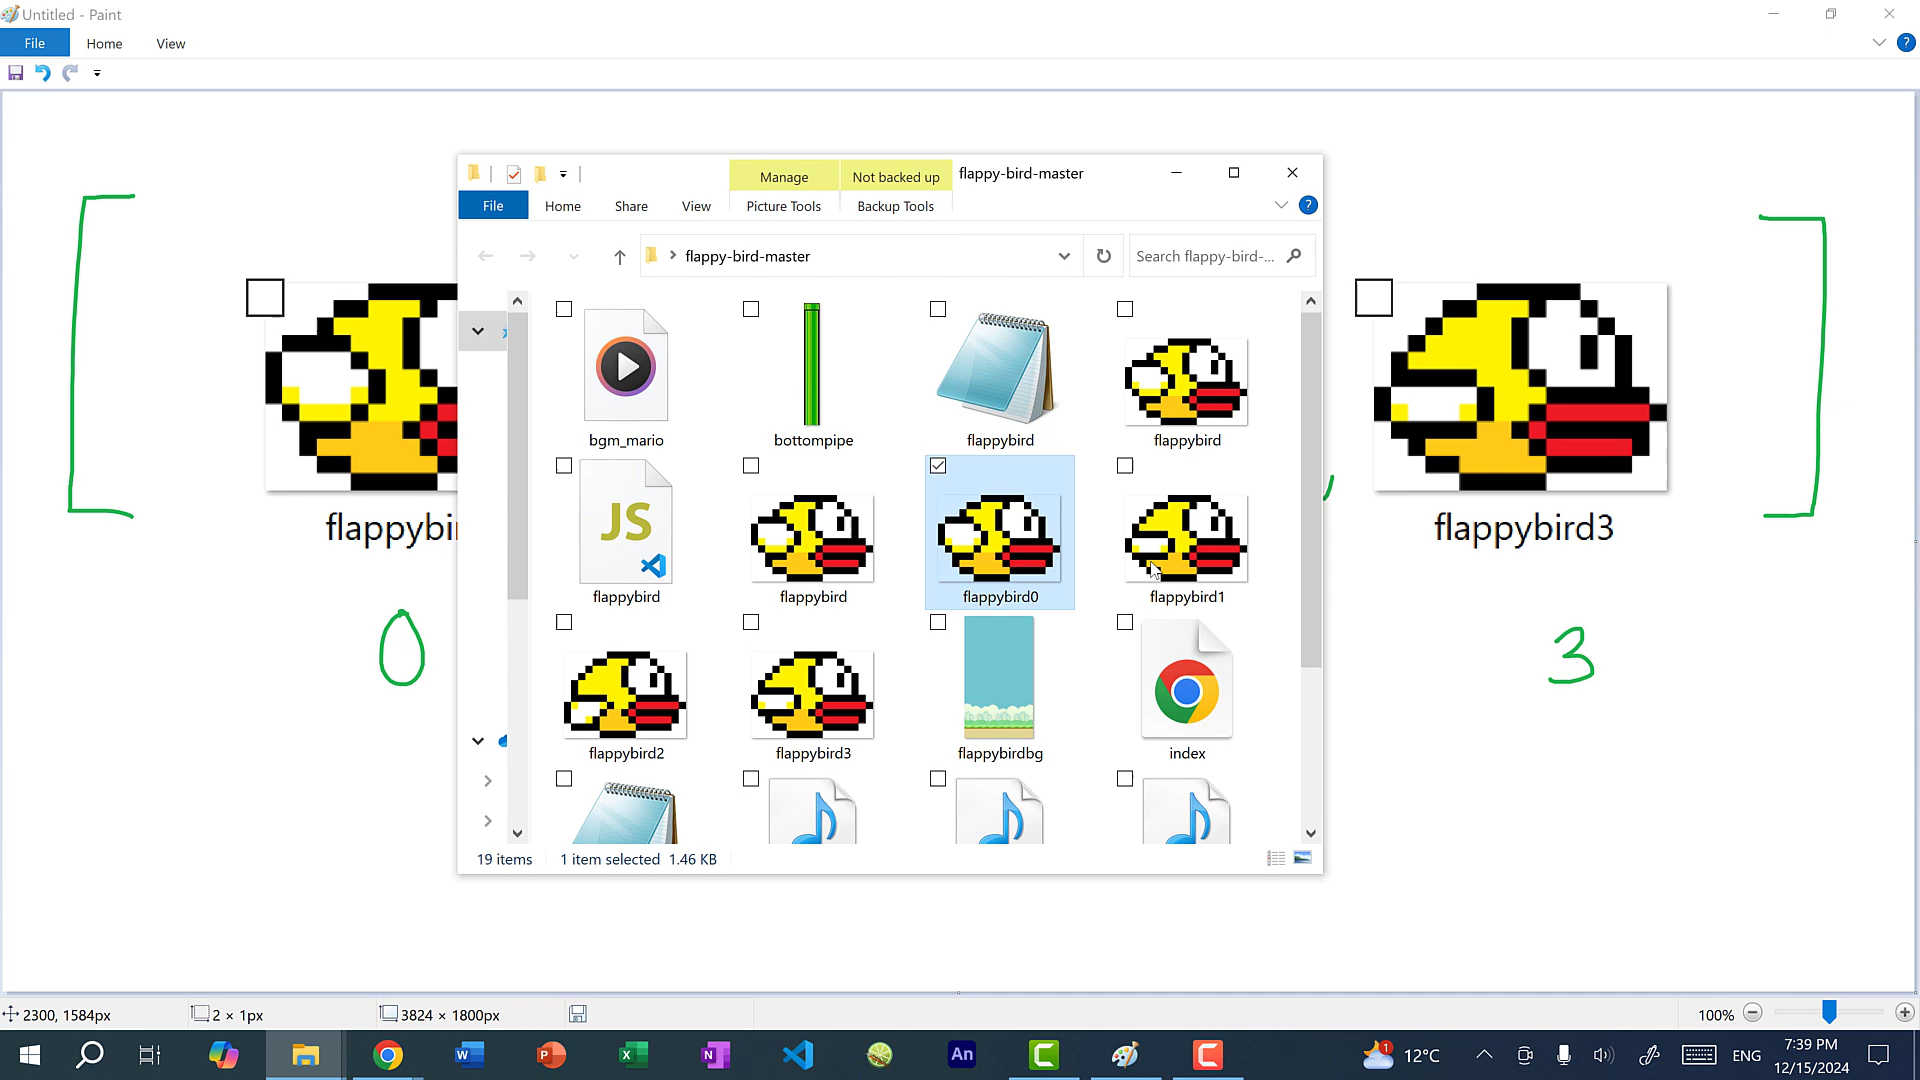 Untitled - Paint
File Home View
Manage Not backed up flappy-bird-master
File Home Share View Picture Tools Backup Tools
flappy-bird-master Search flappy-bird-...
bgm_mario bottompipe flappybird flappybird
JS
flappybird flappybird flappybird0 flappybird1
flappybird2 flappybird3 flappybirdbg index
19 items 1 item selected 1.46 KB
flappybir
flappybird3
0 3
2300, 1584px 2 × 1px 3824 × 1800px 100%
An 1 12°C ENG 7:39 PM
12/15/2024